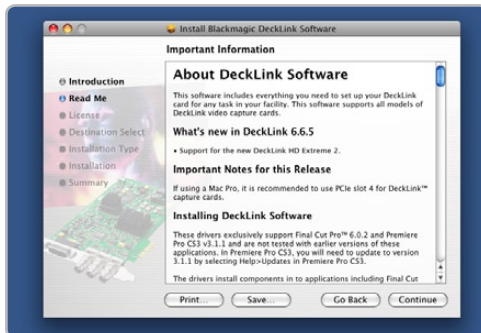 Install Blackmagic DeckLink Software
Important Information
Introduction
Read Me
License
Destination Select
Installation Type
Installation
Summary
About DeckLink Software
This software includes everything you need to set up your DeckLink
card for any task in your facility. This software supports all models of
DeckLink video capture cards.
What's new in DeckLink 6.6.5
• Support for the new DeckLink HD Extreme 2.
Important Notes for this Release
If using a Mac Pro, it is recommended to use PCIe slot 4 for DeckLink™
capture cards.
Installing DeckLink Software
These drivers exclusively support Final Cut Pro™ 6.0.2 and Premiere
Pro CS3 v3.1.1 and are not tested with earlier versions of these
applications. In Premiere Pro CS3, you will need to update to version
3.1.1 by selecting Help>Updates in Premiere Pro CS3.
The drivers install components in to applications including Final Cut
Print... Save... Go Back Continue